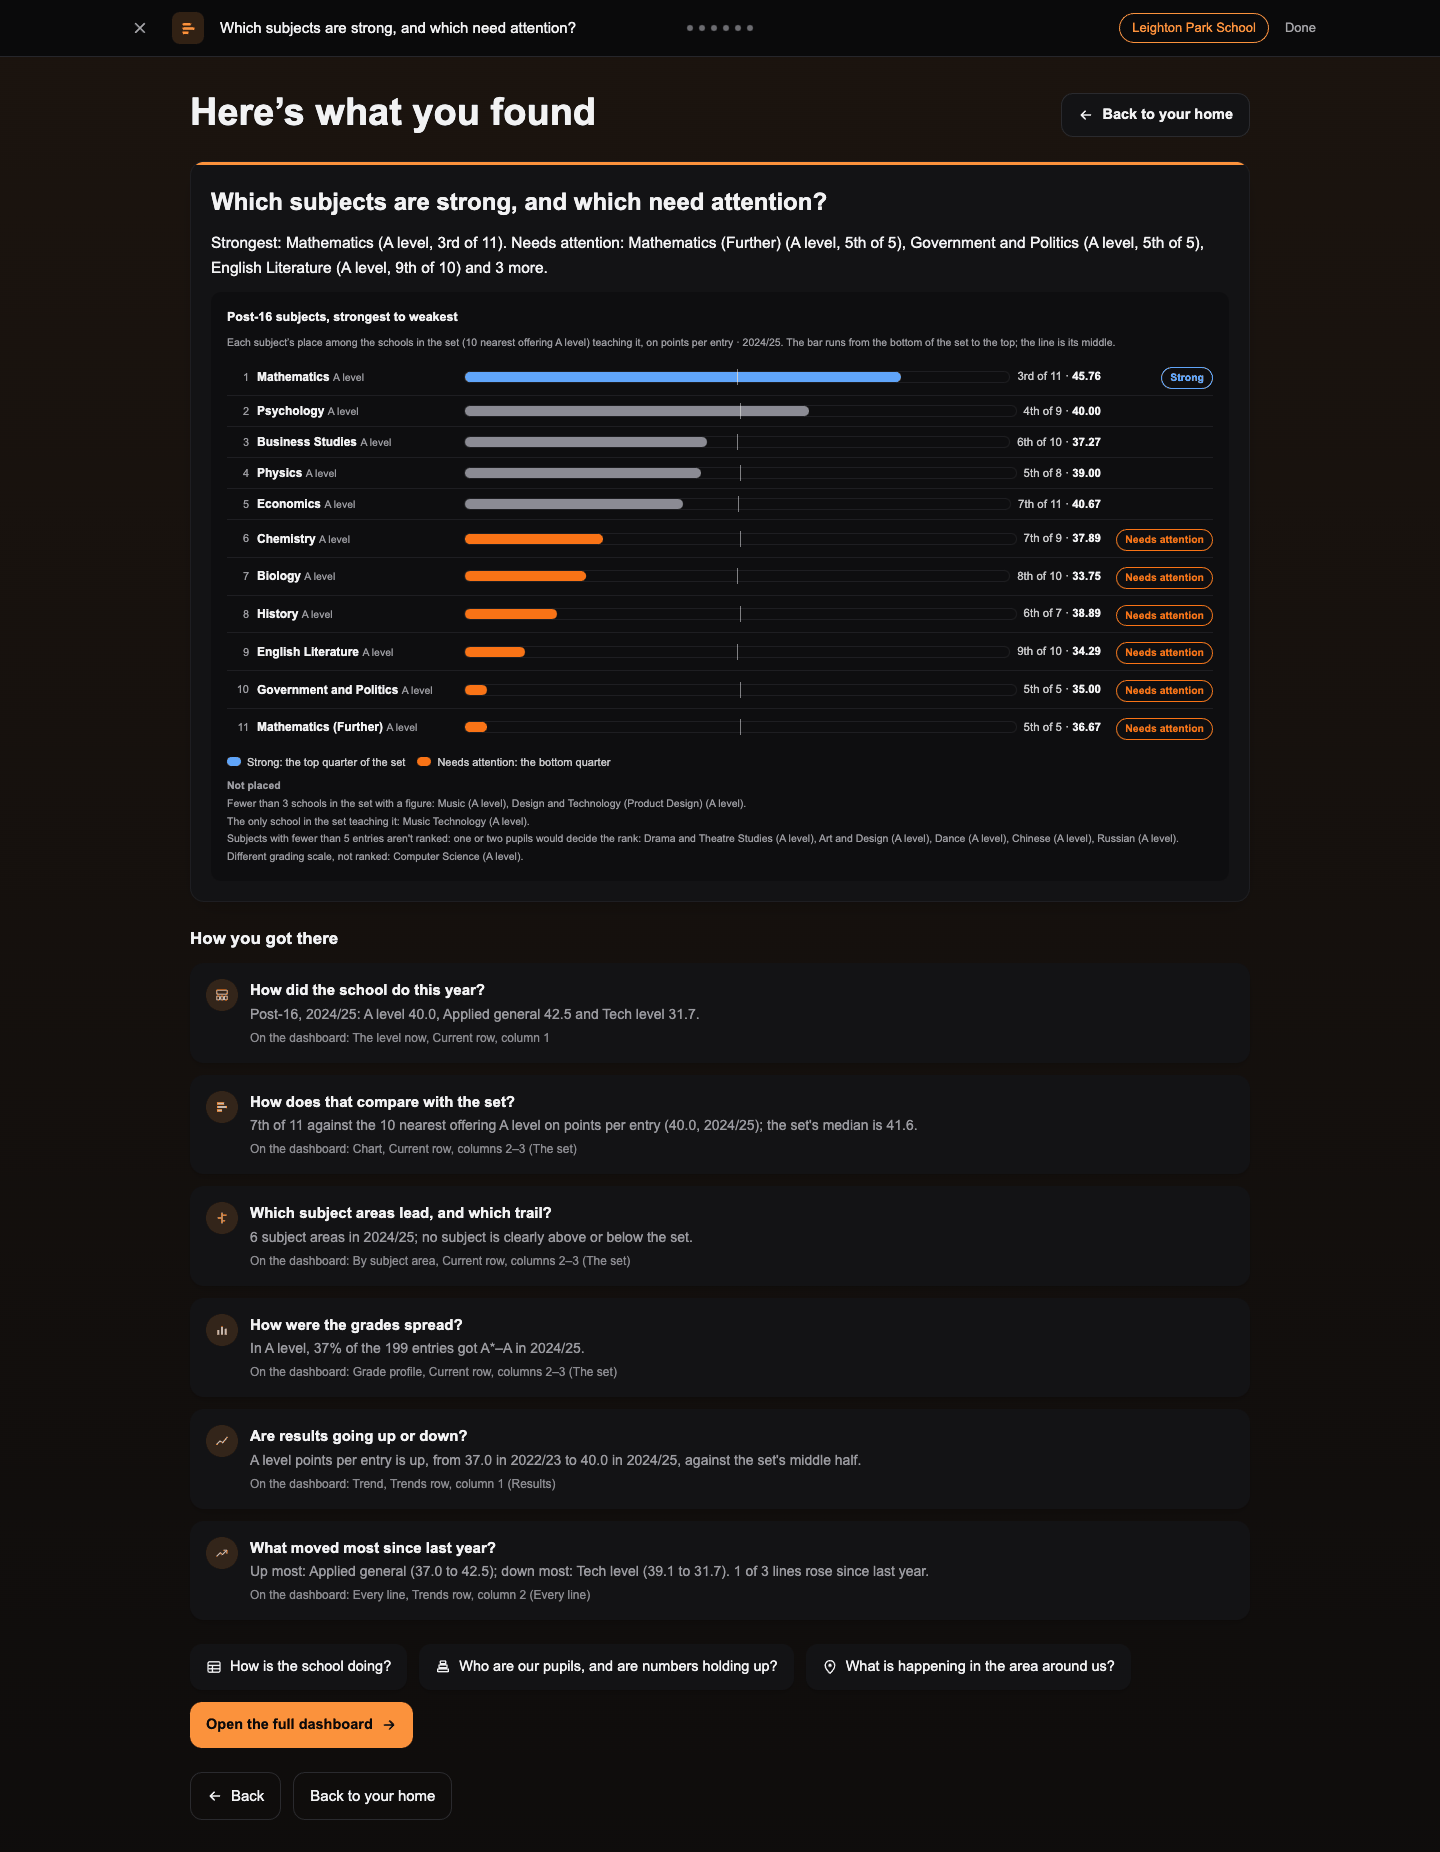 Which subjects are strong, and which need attention?
Leighton Park School
Done
Here’s what you found
Back to your home
Which subjects are strong, and which need attention?
Strongest: Mathematics (A level, 3rd of 11). Needs attention: Mathematics (Further) (A level, 5th of 5), Government and Politics (A level, 5th of 5),
English Literature (A level, 9th of 10) and 3 more.
Post-16 subjects, strongest to weakest
Each subject's place among the schools in the set (10 nearest offering A level) teaching it, on points per entry · 2024/25. The bar runs from the bottom of the set to the top; the line is its middle.
1 Mathematics A level 3rd of 11 · 45.76 Strong
2 Psychology A level 4th of 9 · 40.00
3 Business Studies A level 6th of 10 · 37.27
4 Physics A level 5th of 8 · 39.00
5 Economics A level 7th of 11 · 40.67
6 Chemistry A level 7th of 9 · 37.89 Needs attention
7 Biology A level 8th of 10 · 33.75 Needs attention
8 History A level 6th of 7 · 38.89 Needs attention
9 English Literature A level 9th of 10 · 34.29 Needs attention
10 Government and Politics A level 5th of 5 · 35.00 Needs attention
11 Mathematics (Further) A level 5th of 5 · 36.67 Needs attention
Strong: the top quarter of the set Needs attention: the bottom quarter
Not placed
Fewer than 3 schools in the set with a figure: Music (A level), Design and Technology (Product Design) (A level).
The only school in the set teaching it: Music Technology (A level).
Subjects with fewer than 5 entries aren't ranked: one or two pupils would decide the rank: Drama and Theatre Studies (A level), Art and Design (A level), Dance (A level), Chinese (A level), Russian (A level).
Different grading scale, not ranked: Computer Science (A level).
How you got there
How did the school do this year?
Post-16, 2024/25: A level 40.0, Applied general 42.5 and Tech level 31.7.
On the dashboard: The level now, Current row, column 1
How does that compare with the set?
7th of 11 against the 10 nearest offering A level on points per entry (40.0, 2024/25); the set's median is 41.6.
On the dashboard: Chart, Current row, columns 2–3 (The set)
Which subject areas lead, and which trail?
6 subject areas in 2024/25; no subject is clearly above or below the set.
On the dashboard: By subject area, Current row, columns 2–3 (The set)
How were the grades spread?
In A level, 37% of the 199 entries got A*–A in 2024/25.
On the dashboard: Grade profile, Current row, columns 2–3 (The set)
Are results going up or down?
A level points per entry is up, from 37.0 in 2022/23 to 40.0 in 2024/25, against the set's middle half.
On the dashboard: Trend, Trends row, column 1 (Results)
What moved most since last year?
Up most: Applied general (37.0 to 42.5); down most: Tech level (39.1 to 31.7). 1 of 3 lines rose since last year.
On the dashboard: Every line, Trends row, column 2 (Every line)
How is the school doing?
Who are our pupils, and are numbers holding up?
What is happening in the area around us?
Open the full dashboard
Back
Back to your home